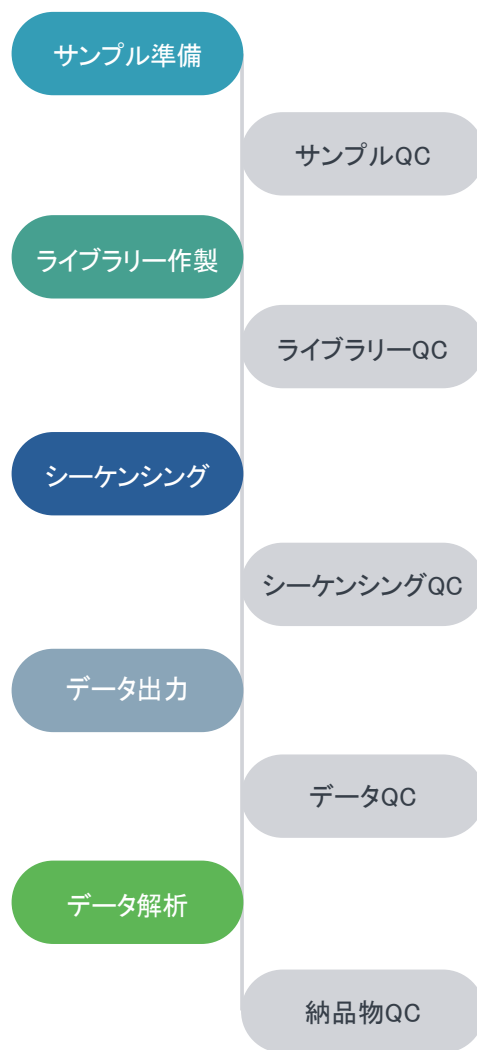 サンプル準備
サンプルQC
ライブラリー作製
ライブラリーQC
シーケンシング
シーケンシングQC
データ出力
データQC
データ解析
納品物QC